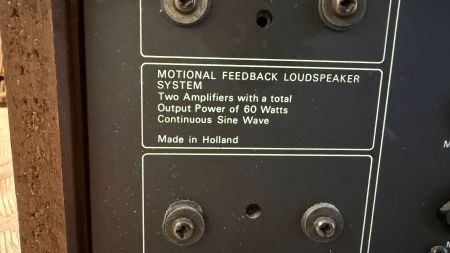 MOTIONAL FEEDBACK LOUDSPEAKER
SYSTEM
Two Amplifiers with a total
Output Power of 60 Watts
Continuous Sine Wave
Made in Holland